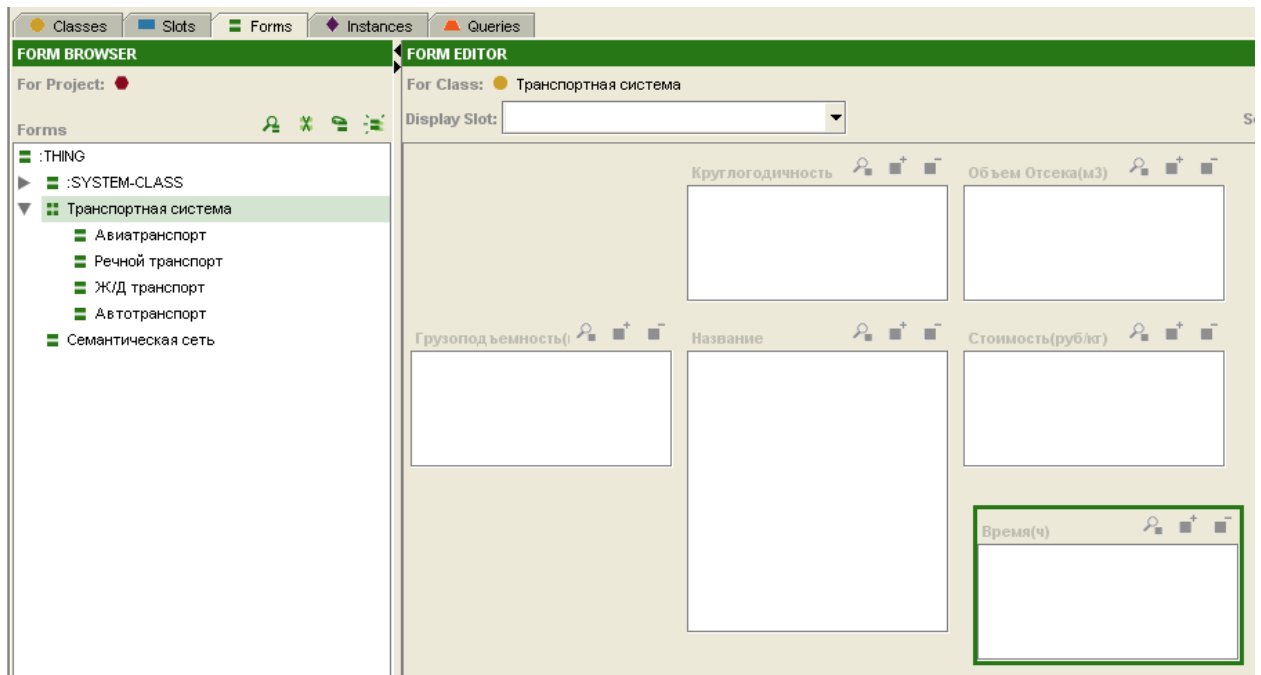 Classes Slots Forms Instances Queries
FORM BROWSER
For Project:
Forms
:THING
:SYSTEM-CLASS
Транспортная система
Авиатранспорт
Речной транспорт
Ж/Д транспорт
Автотранспорт
Семантическая сеть
FORM EDITOR
For Class: Транспортная система
Display Slot:
Круглогодичность
Объем Отсека(м3)
Грузоподъемность(
Название
Стоимость(руб/кг)
Время(ч)